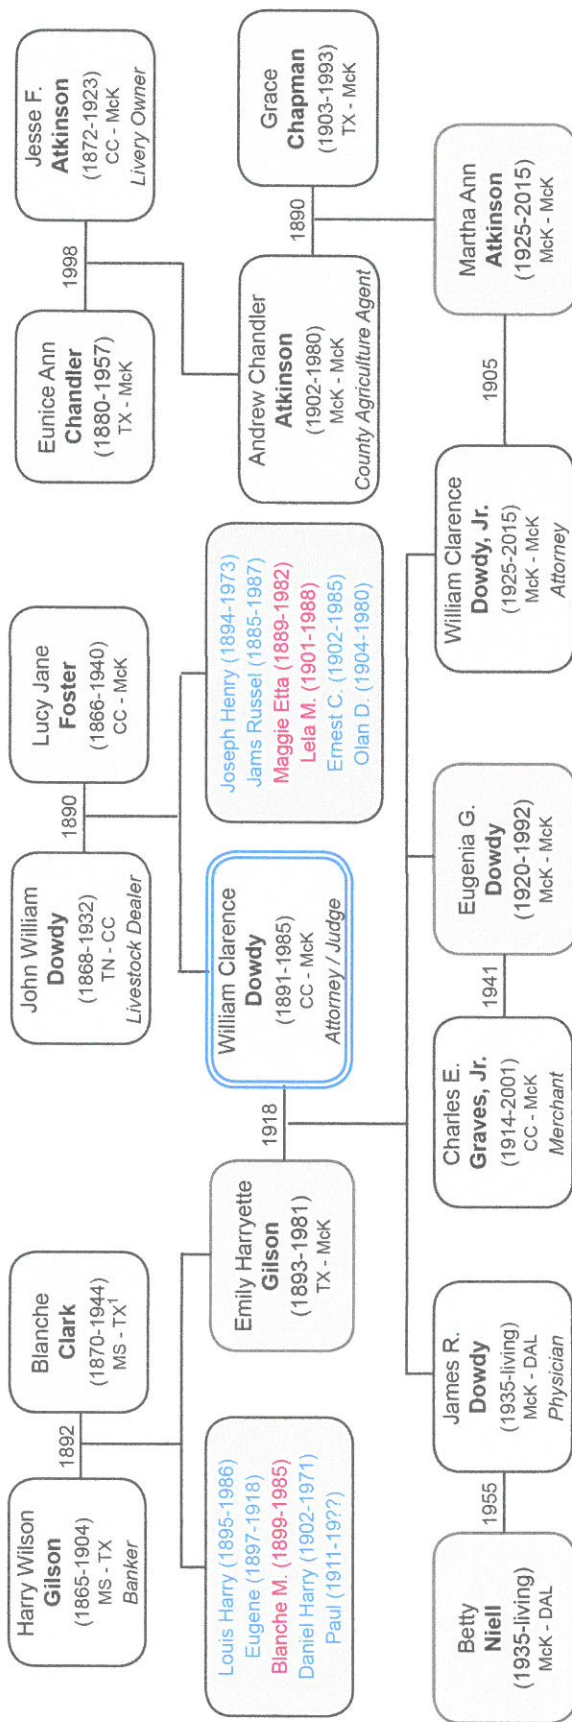 Harry Wilson
Gilson
(1865-1904)
MS - TX
Banker
1892
Blanche
Clark
(1870-1944)
MS - TX¹
John William
Dowdy
(1868-1932)
TN - CC
Livestock Dealer
1890
Lucy Jane
Foster
(1866-1940)
CC - McK
Eunice Ann
Chandler
(1880-1957)
TX - McK
1998
Jesse F.
Atkinson
(1872-1923)
CC - McK
Livery Owner
Louis Harry (1895-1986)
Eugene (1897-1918)
Blanche M. (1899-1985)
Daniel Harry (1902-1971)
Paul (1911-19??)
Emily Harryette
Gilson
(1893-1981)
TX - McK
1918
William Clarence
Dowdy
(1891-1985)
CC - McK
Attorney / Judge
Joseph Henry (1894-1973)
Jams Russel (1885-1987)
Maggie Etta (1889-1982)
Lela M. (1901-1988)
Ernest C. (1902-1985)
Olan D. (1904-1980)
Andrew Chandler
Atkinson
(1902-1980)
McK - McK
County Agriculture Agent
1890
Grace
Chapman
(1903-1993)
TX - McK
Betty
Niell
(1935-living)
McK - DAL
1955
James R.
Dowdy
(1935-living)
McK - DAL
Physician
Charles E.
Graves, Jr.
(1914-2001)
CC - McK
Merchant
1941
Eugenia G.
Dowdy
(1920-1992)
McK - McK
William Clarence
Dowdy, Jr.
(1925-2015)
McK - McK
Attorney
1905
Martha Ann
Atkinson
(1925-2015)
McK - McK